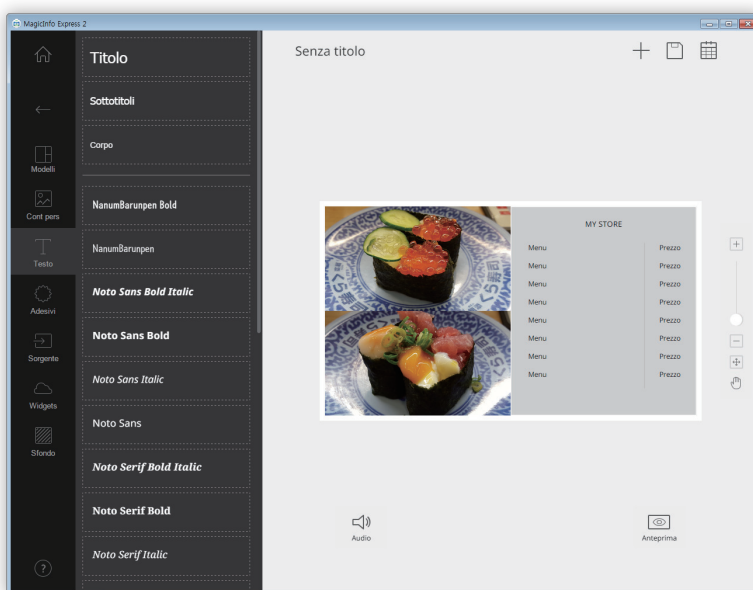 MagicInfo Express 2
Modelli
Cont pers
Testo
Adesivi
Sorgente
Widgets
Sfondo
?
Titolo
Sottotitoli
Corpo
NanumBarunpen Bold
NanumBarunpen
Noto Sans Bold Italic
Noto Sans Bold
Noto Sans Italic
Noto Sans
Noto Serif Bold Italic
Noto Serif Bold
Noto Serif Italic
Senza titolo
MY STORE
Menu Prezzo
Menu Prezzo
Menu Prezzo
Menu Prezzo
Menu Prezzo
Menu Prezzo
Menu Prezzo
Menu Prezzo
Audio
Anteprima